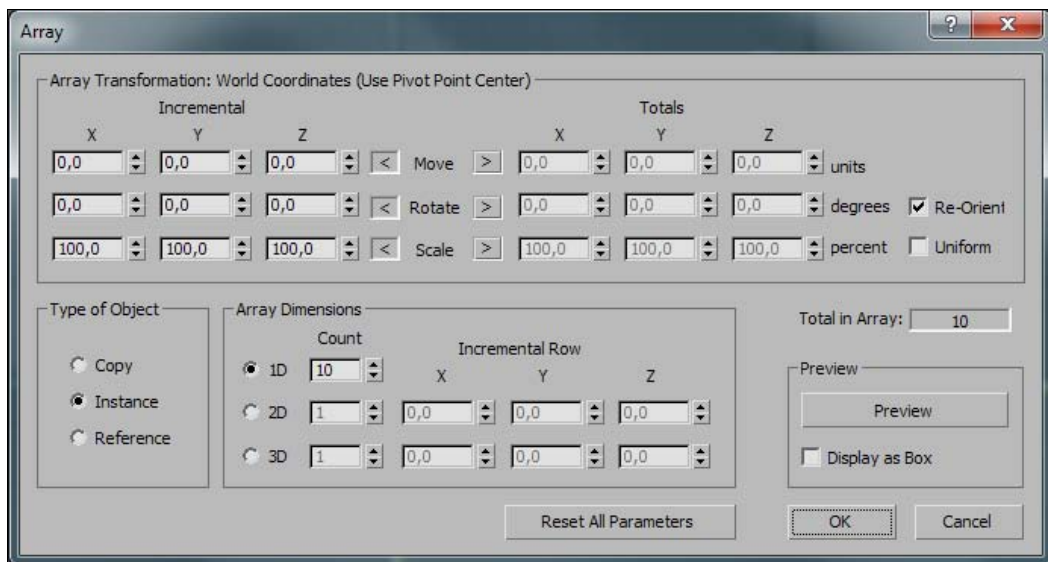 Array
Array Transformation: World Coordinates (Use Pivot Point Center)
Incremental Totals
X Y Z X Y Z
0,0 0,0 0,0 < Move > 0,0 0,0 0,0 units
0,0 0,0 0,0 < Rotate > 0,0 0,0 0,0 degrees Re-Orient
100,0 100,0 100,0 < Scale > 100,0 100,0 100,0 percent Uniform
Type of Object
Copy
Instance
Reference
Array Dimensions
Count
Incremental Row
1D 10 X Y Z
2D 1 0,0 0,0 0,0
3D 1 0,0 0,0 0,0
Total in Array: 10
Preview
Preview
Display as Box
Reset All Parameters OK Cancel